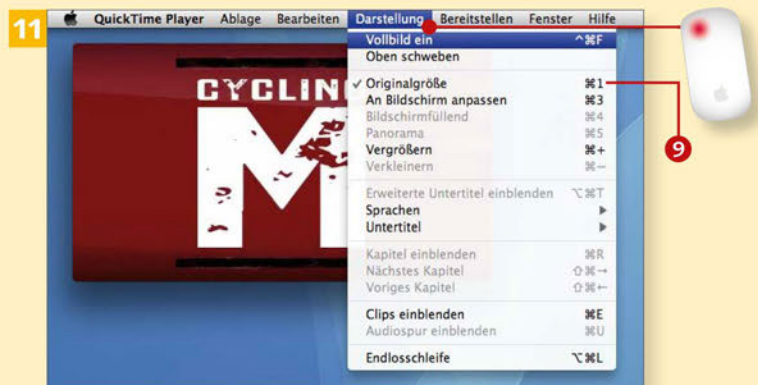 11
QuickTime Player Ablage Bearbeiten Darstellung Bereitstellen Fenster Hilfe
Vollbild ein ^⌘F
Oben schweben
✓ Originalgröße ⌘1
An Bildschirm anpassen ⌘3
Bildschirmfüllend ⌘4
Panorama ⌘5
Vergrößern ⌘+
Verkleinern ⌘−
Erweiterte Untertitel einblenden ⌥⌘T
Sprachen ▶
Untertitel ▶
Kapitel einblenden ⌘R
Nächstes Kapitel ⇧⌘→
Voriges Kapitel ⇧⌘←
Clips einblenden ⌘E
Audiospur einblenden ⌘U
Endlosschleife ⌥⌘L
9
CYCLIN
M